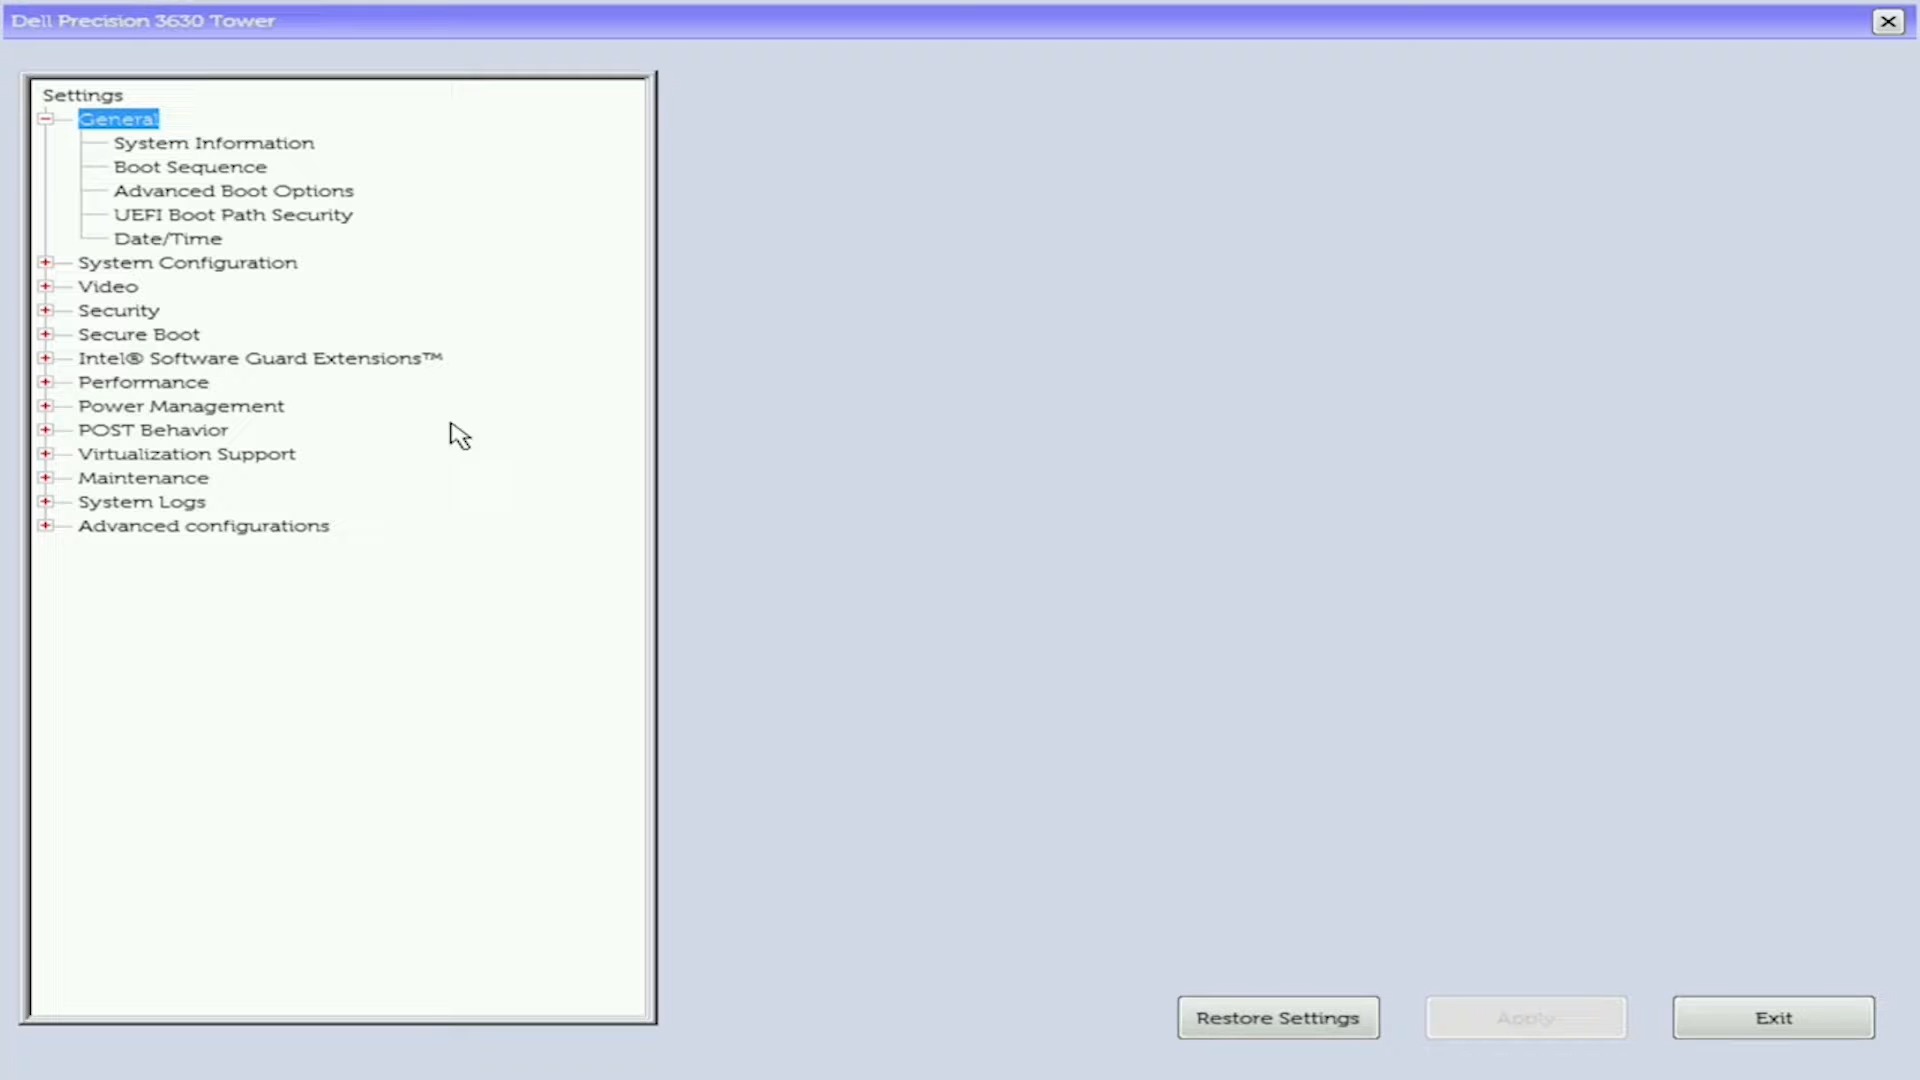 Dell Precision 3630 Tower
Settings
General
System Information
Boot Sequence
Advanced Boot Options
UEFI Boot Path Security
Date/Time
System Configuration
Video
Security
Secure Boot
Intel® Software Guard Extensions™
Performance
Power Management
POST Behavior
Virtualization Support
Maintenance
System Logs
Advanced configurations
Restore Settings
Apply
Exit